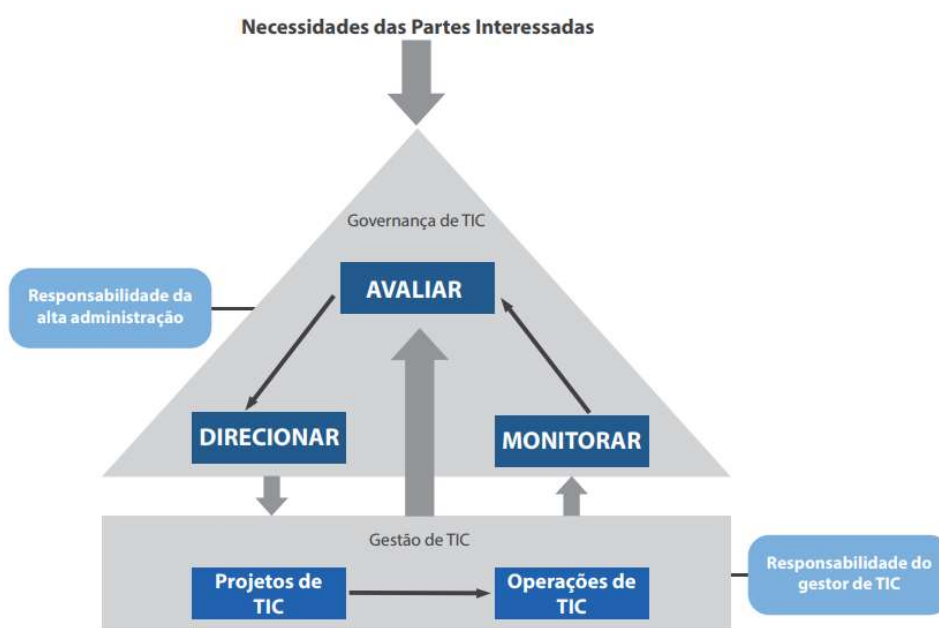 Necessidades das Partes Interessadas
Governança de TIC
AVALIAR
Responsabilidade da
alta administração
DIRECIONAR
MONITORAR
Gestão de TIC
Projetos de
TIC
Operações de
TIC
Responsabilidade do
gestor de TIC